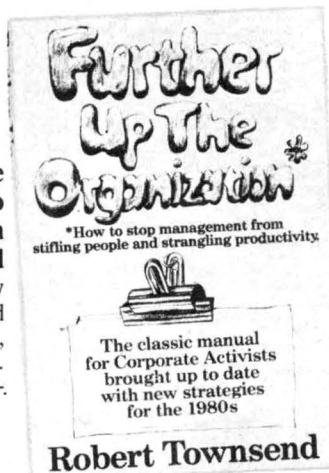 Further
Up The
Organization*
*How to stop management from
stifling people and strangling productivity.
The classic manual
for Corporate Activists
brought up to date
with new strategies
for the 1980s
Robert Townsend